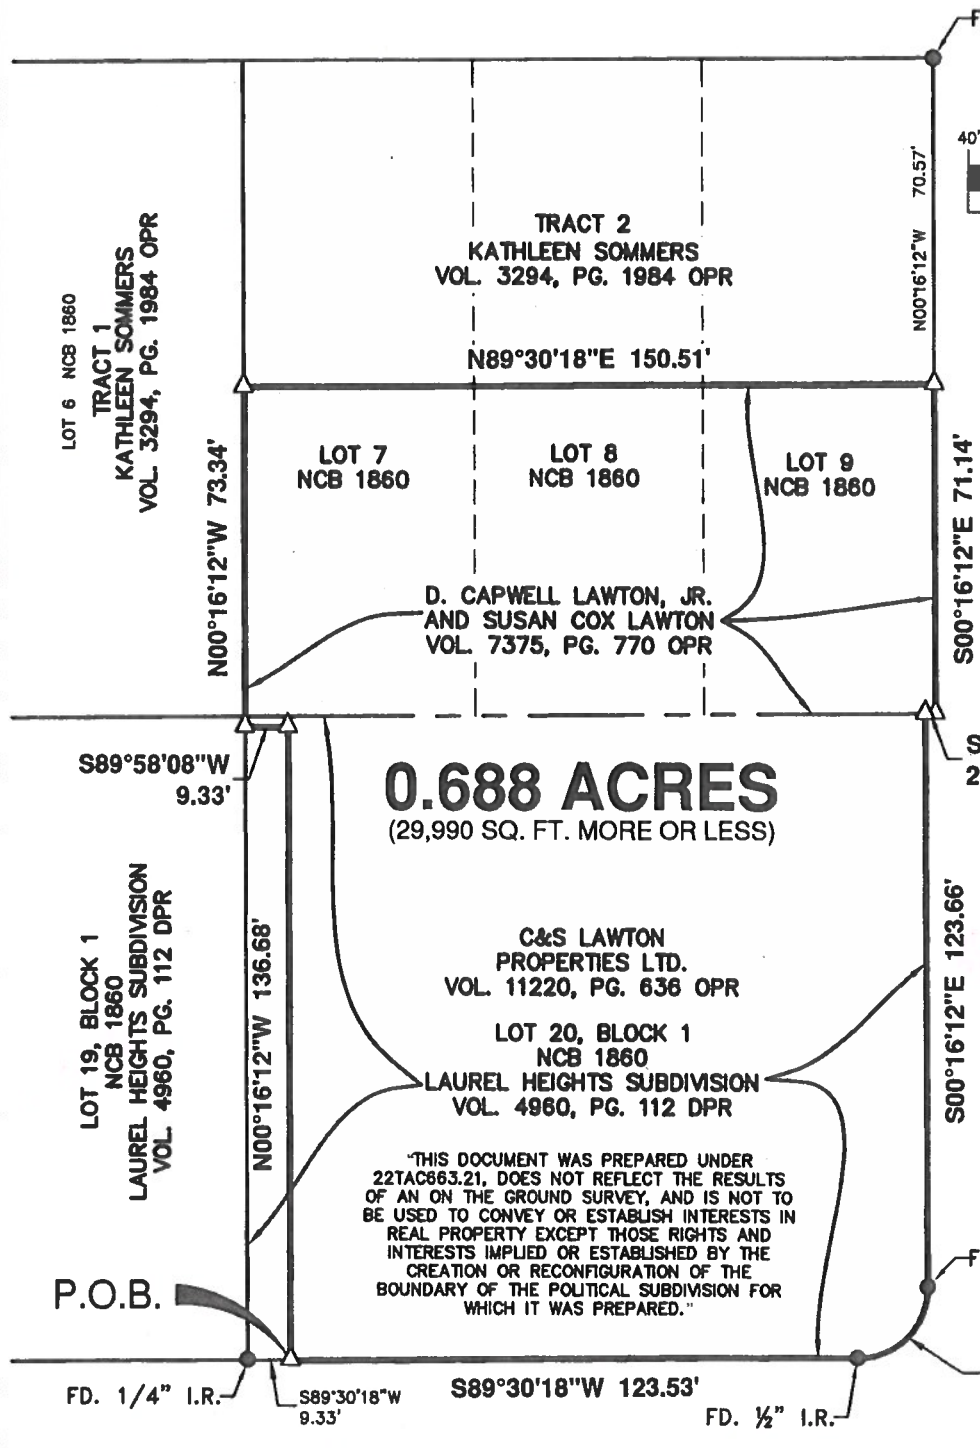 F
40'
N00°16'12"W 70.57'
TRACT 2
KATHLEEN SOMMERS
VOL. 3294, PG. 1984 OPR
LOT 6 NCB 1860
TRACT 1
KATHLEEN SOMMERS
VOL. 3294, PG. 1984 OPR
N89°30'18"E 150.51'
N00°16'12"W 73.34'
LOT 7
NCB 1860
LOT 8
NCB 1860
LOT 9
NCB 1860
S00°16'12"E 71.14'
D. CAPWELL LAWTON, JR.
AND SUSAN COX LAWTON
VOL. 7375, PG. 770 OPR
S89°58'08"W
9.33'
S
2
0.688 ACRES
(29,990 SQ. FT. MORE OR LESS)
LOT 19, BLOCK 1
NCB 1860
LAUREL HEIGHTS SUBDIVISION
VOL. 4960, PG. 112 DPR
N00°16'12"W 136.68'
C&S LAWTON
PROPERTIES LTD.
VOL. 11220, PG. 636 OPR
LOT 20, BLOCK 1
NCB 1860
LAUREL HEIGHTS SUBDIVISION
VOL. 4960, PG. 112 DPR
S00°16'12"E 123.66'
"THIS DOCUMENT WAS PREPARED UNDER
22TAC663.21, DOES NOT REFLECT THE RESULTS
OF AN ON THE GROUND SURVEY, AND IS NOT TO
BE USED TO CONVEY OR ESTABLISH INTERESTS IN
REAL PROPERTY EXCEPT THOSE RIGHTS AND
INTERESTS IMPLIED OR ESTABLISHED BY THE
CREATION OR RECONFIGURATION OF THE
BOUNDARY OF THE POLITICAL SUBDIVISION FOR
WHICH IT WAS PREPARED."
F
P.O.B.
FD. 1/4" I.R.
S89°30'18"W
9.33'
S89°30'18"W 123.53'
FD. ½" I.R.